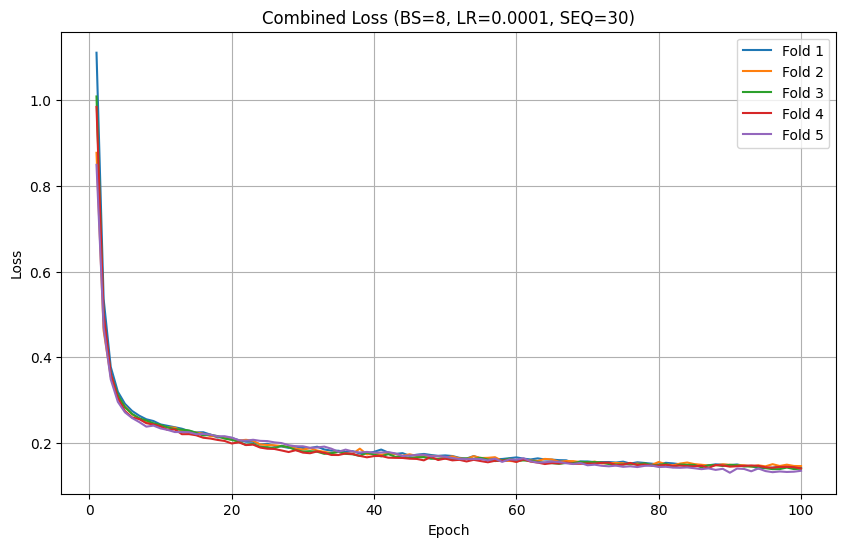 Combined Loss (BS=8, LR=0.0001, SEQ=30)
Fold 1
Fold 2
Fold 3
Fold 4
Fold 5
1.0
0.8
0.6
0.4
0.2
Loss
0 20 40 60 80 100
Epoch